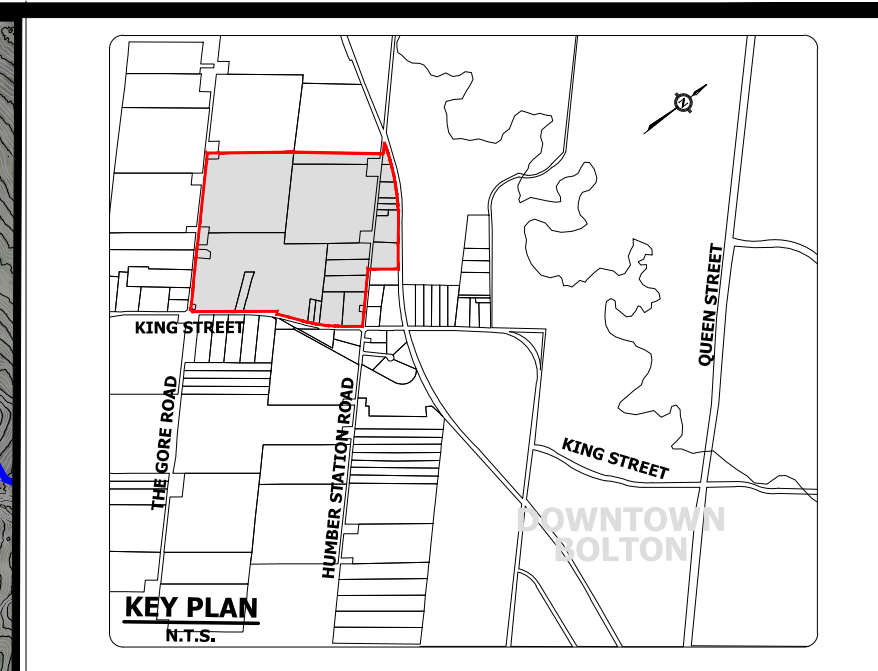 N
QUEEN STREET
KING STREET
THE GORE ROAD
HUMBER STATION ROAD
KING STREET
DOWNTOWN
BOLTON
KEY PLAN
N.T.S.